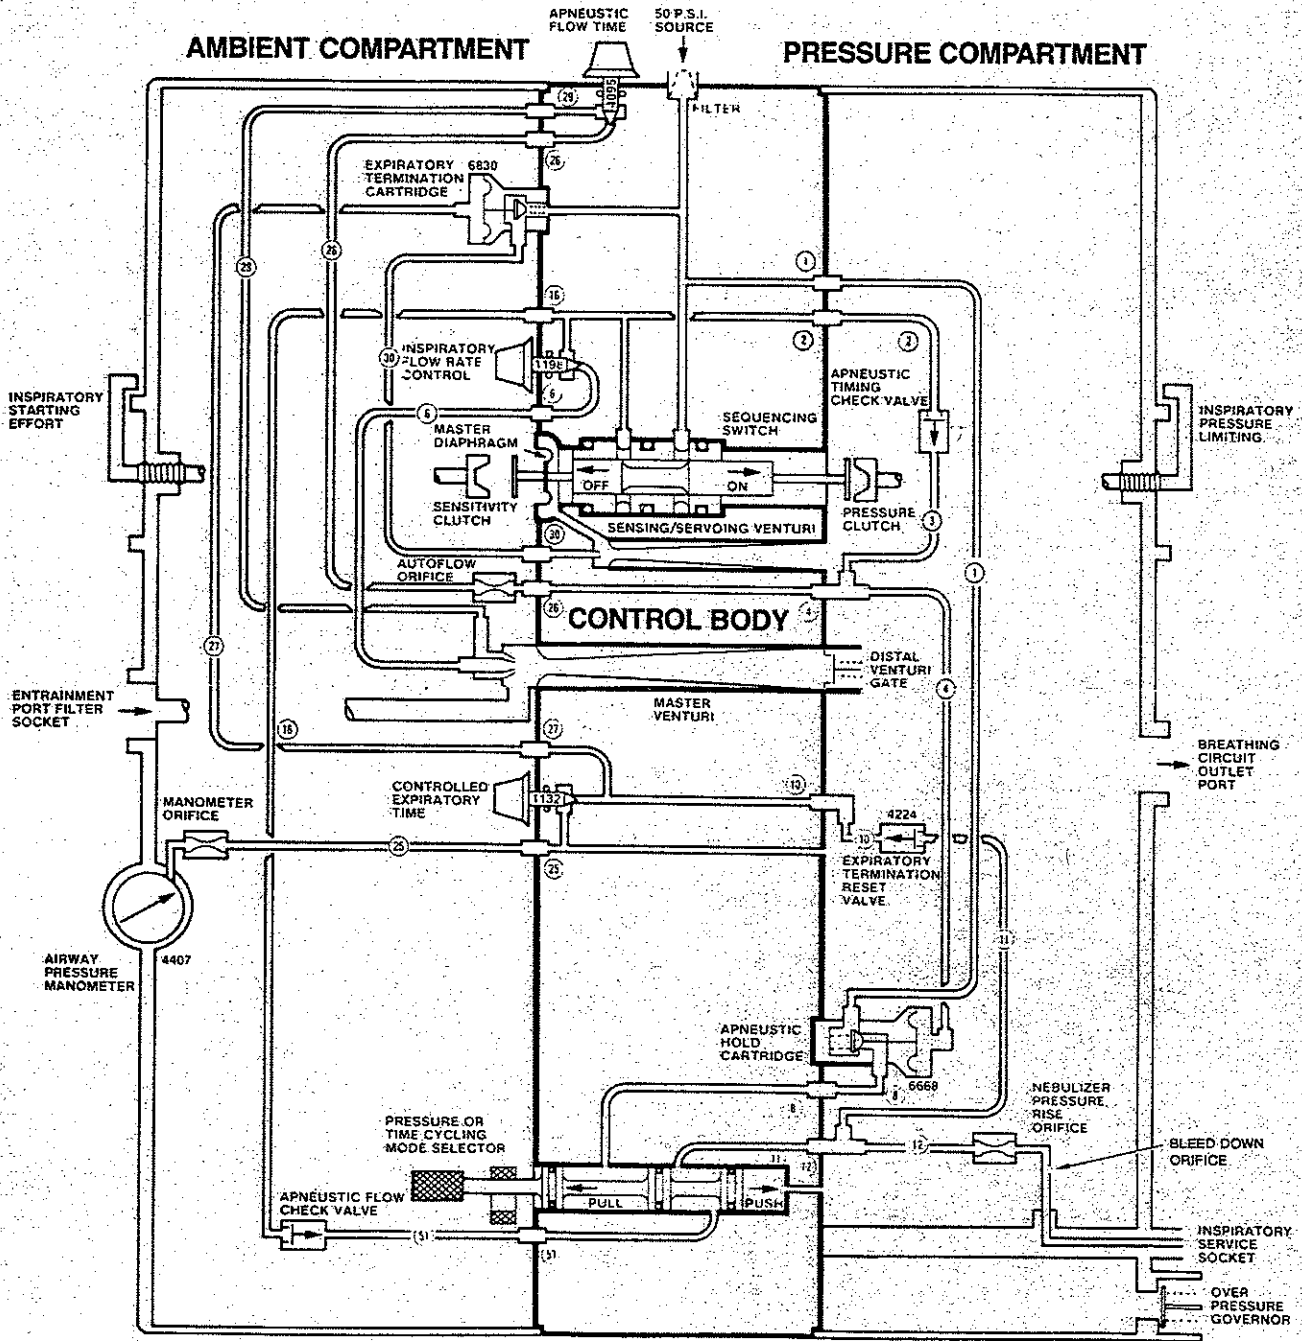 APNEUSTIC
FLOW TIME
50 P.S.I.
SOURCE
AMBIENT COMPARTMENT
PRESSURE COMPARTMENT
4095
FILTER
29
26
EXPIRATORY
TERMINATION
CARTRIDGE
6830
26
1
16
2
2
30
INSPIRATORY
FLOW RATE
CONTROL
1198
APNEUSTIC
TIMING
CHECK VALVE
INSPIRATORY
STARTING
EFFORT
6
6
MASTER
DIAPHRAGM
SEQUENCING
SWITCH
INSPIRATORY
PRESSURE
LIMITING
OFF
ON
SENSITIVITY
CLUTCH
SENSING/SERVOING VENTURI
PRESSURE
CLUTCH
3
30
AUTOFLOW
ORIFICE
1
26
CONTROL BODY
4
27
DISTAL
VENTURI
GATE
4
ENTRAINMENT
PORT FILTER
SOCKET
MASTER
VENTURI
16
27
BREATHING
CIRCUIT
OUTLET
PORT
CONTROLLED
EXPIRATORY
TIME
1132
10
MANOMETER
ORIFICE
4224
25
25
10
EXPIRATORY
TERMINATION
RESET
VALVE
11
AIRWAY
PRESSURE
MANOMETER
4407
APNEUSTIC
HOLD
CARTRIDGE
6668
8
8
NEBULIZER
PRESSURE
RISE
ORIFICE
PRESSURE OR
TIME CYCLING
MODE SELECTOR
12
BLEED DOWN
ORIFICE
11
12
PULL
PUSH
APNEUSTIC FLOW
CHECK VALVE
INSPIRATORY
SERVICE
SOCKET
OVER
PRESSURE
GOVERNOR